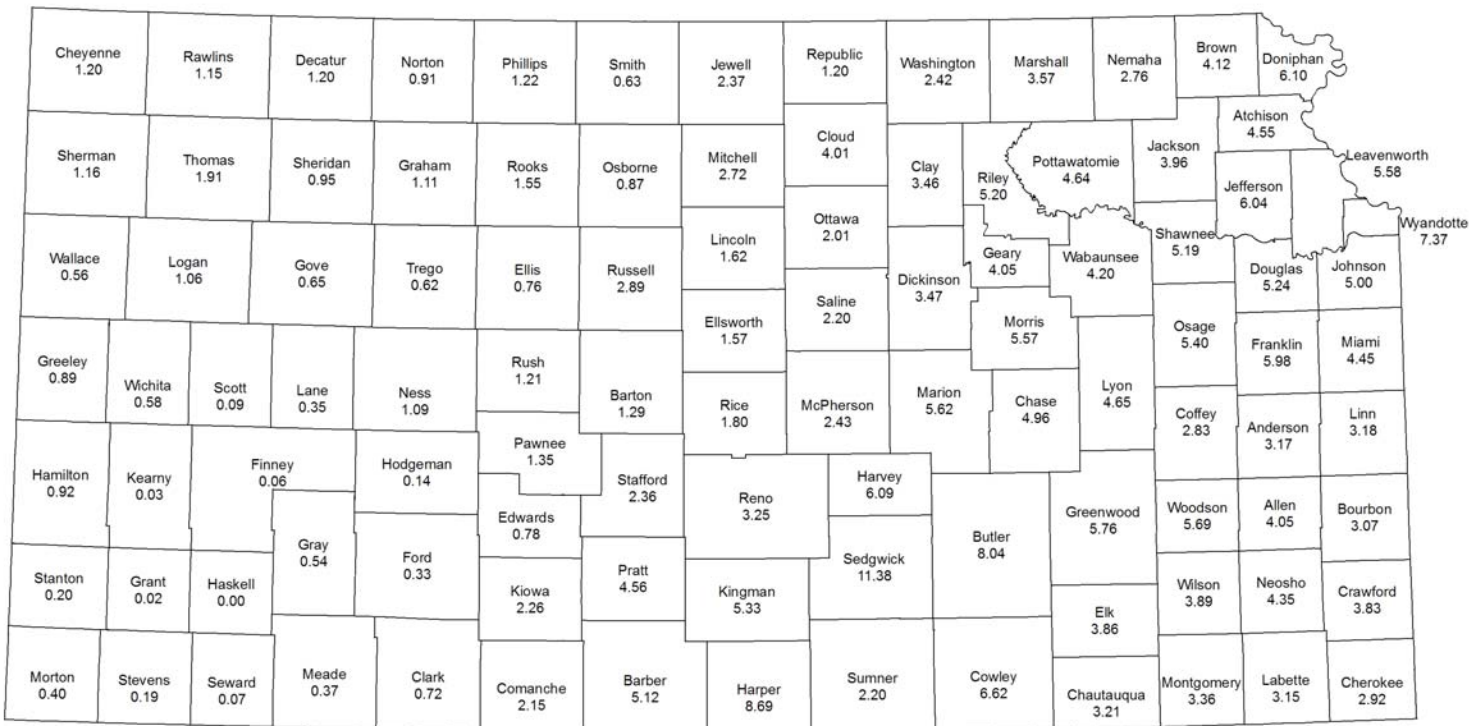 Cheyenne
1.20
Rawlins
1.15
Decatur
1.20
Norton
0.91
Phillips
1.22
Smith
0.63
Jewell
2.37
Republic
1.20
Washington
2.42
Marshall
3.57
Nemaha
2.76
Brown
4.12
Doniphan
6.10
Atchison
4.55
Sherman
1.16
Thomas
1.91
Sheridan
0.95
Graham
1.11
Rooks
1.55
Osborne
0.87
Mitchell
2.72
Cloud
4.01
Clay
3.46
Riley
5.20
Pottawatomie
4.64
Jackson
3.96
Jefferson
6.04
Leavenworth
5.58
Wyandotte
7.37
Wallace
0.56
Logan
1.06
Gove
0.65
Trego
0.62
Ellis
0.76
Russell
2.89
Lincoln
1.62
Ottawa
2.01
Dickinson
3.47
Geary
4.05
Wabaunsee
4.20
Shawnee
5.19
Douglas
5.24
Johnson
5.00
Ellsworth
1.57
Saline
2.20
Morris
5.57
Osage
5.40
Franklin
5.98
Miami
4.45
Greeley
0.89
Wichita
0.58
Scott
0.09
Lane
0.35
Ness
1.09
Rush
1.21
Barton
1.29
Rice
1.80
McPherson
2.43
Marion
5.62
Chase
4.96
Lyon
4.65
Coffey
2.83
Anderson
3.17
Linn
3.18
Hamilton
0.92
Kearny
0.03
Finney
0.06
Hodgeman
0.14
Pawnee
1.35
Stafford
2.36
Reno
3.25
Harvey
6.09
Butler
8.04
Greenwood
5.76
Woodson
5.69
Allen
4.05
Bourbon
3.07
Gray
0.54
Ford
0.33
Edwards
0.78
Pratt
4.56
Kingman
5.33
Sedgwick
11.38
Stanton
0.20
Grant
0.02
Haskell
0.00
Kiowa
2.26
Elk
3.86
Wilson
3.89
Neosho
4.35
Crawford
3.83
Morton
0.40
Stevens
0.19
Seward
0.07
Meade
0.37
Clark
0.72
Comanche
2.15
Barber
5.12
Harper
8.69
Sumner
2.20
Cowley
6.62
Chautauqua
3.21
Montgomery
3.36
Labette
3.15
Cherokee
2.92